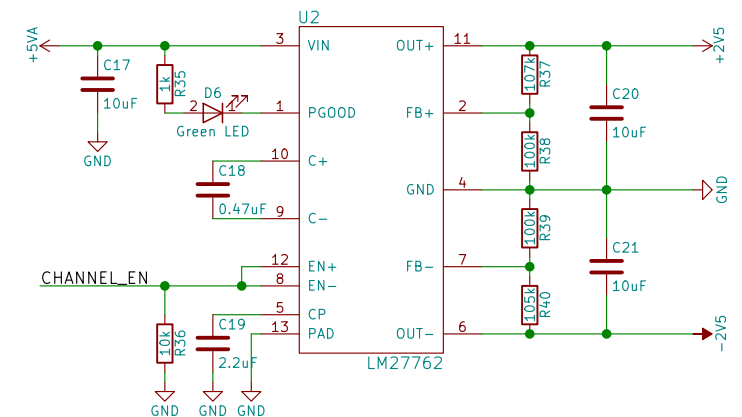 U2
+5VA
3
VIN
OUT+
11
+2V5
C17
10uF
GND
1k
R35
D6
2
1
Green LED
1
PGOOD
107k
R37
FB+
2
C20
10uF
100k
R38
10
C+
C18
0.47uF
9
C-
GND
4
GND
100k
R39
12
EN+
FB-
7
C21
10uF
CHANNEL_EN
8
EN-
105k
R40
5
CP
C19
2.2uF
13
PAD
OUT-
6
-2V5
10k
R36
LM27762
GND
GND
GND